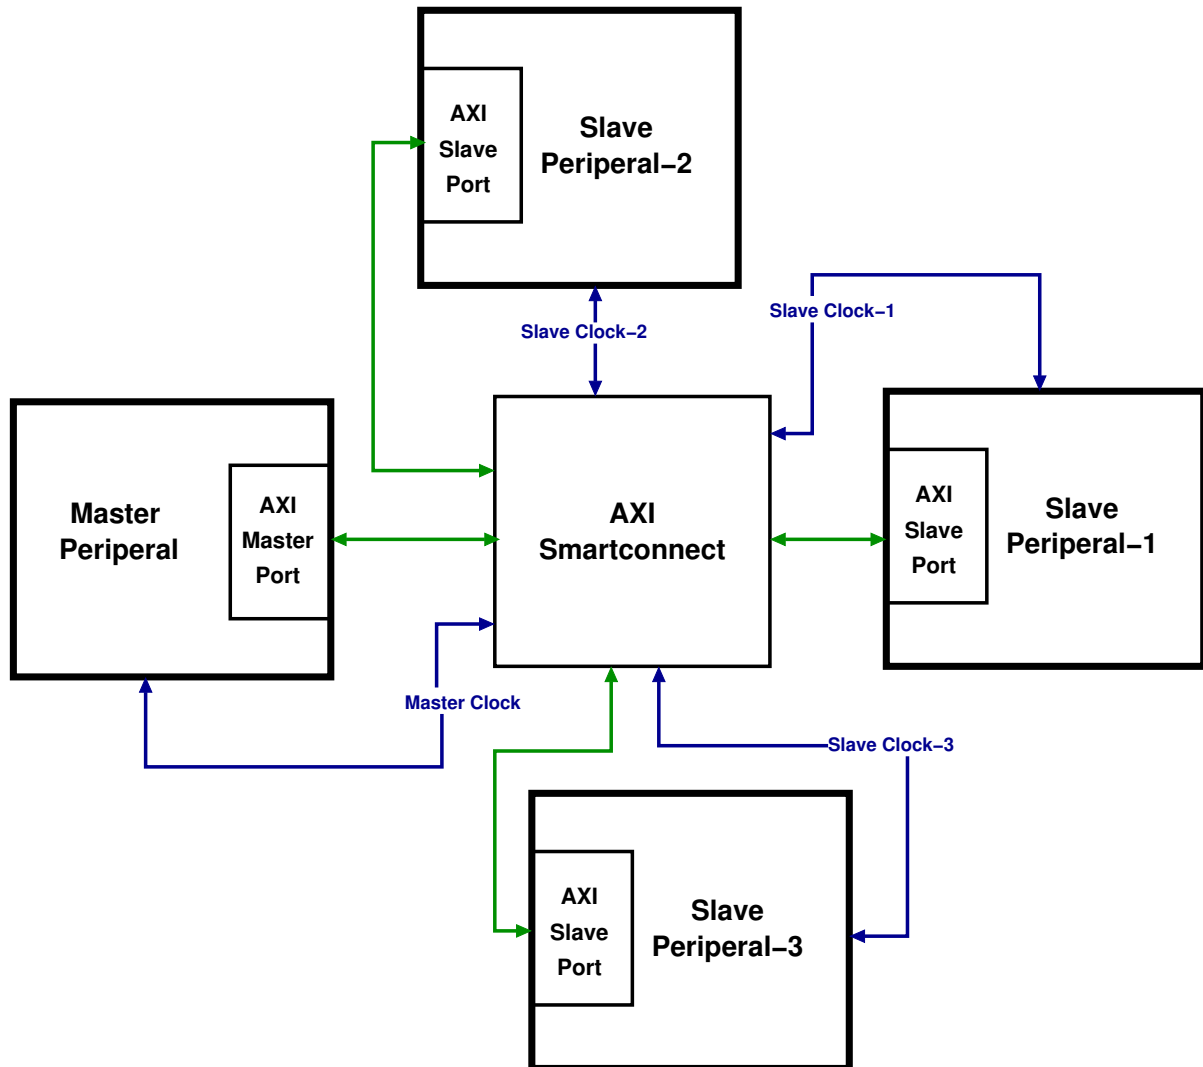 AXI
Slave
Port
Slave
Periperal−2
Slave Clock−2
Slave Clock−1
Master
Periperal
AXI
Master
Port
AXI
Smartconnect
AXI
Slave
Port
Slave
Periperal−1
Master Clock
Slave Clock−3
AXI
Slave
Port
Slave
Periperal−3